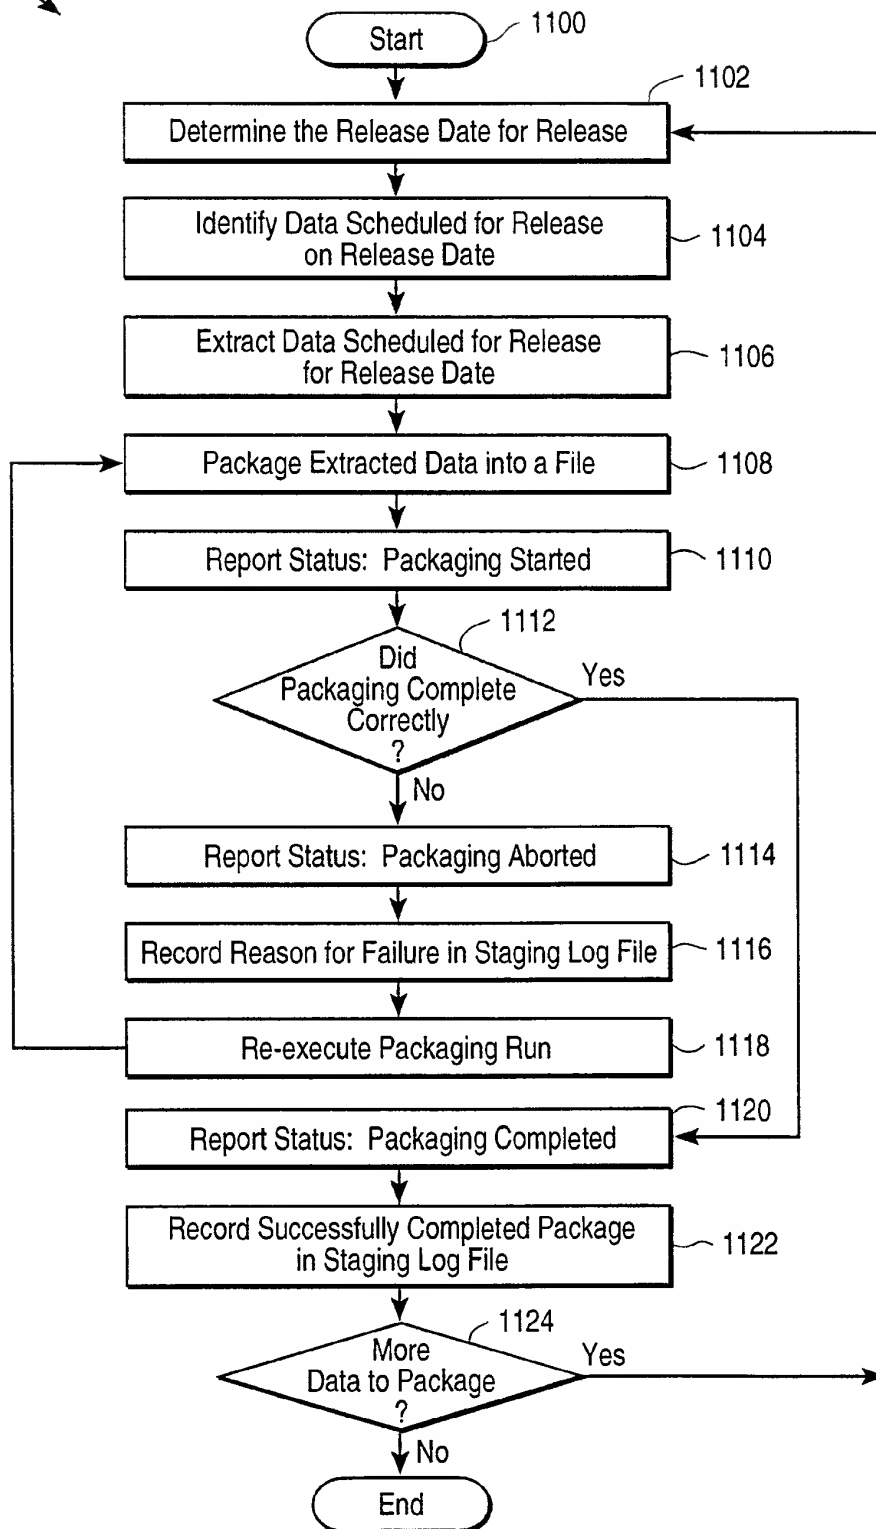 Start
1100
1102
Determine the Release Date for Release
Identify Data Scheduled for Release
on Release Date
1104
Extract Data Scheduled for Release
for Release Date
1106
Package Extracted Data into a File
1108
Report Status: Packaging Started
1110
1112
Did
Packaging Complete
Correctly
?
Yes
No
Report Status: Packaging Aborted
1114
Record Reason for Failure in Staging Log File
1116
Re-execute Packaging Run
1118
1120
Report Status: Packaging Completed
Record Successfully Completed Package
in Staging Log File
1122
1124
More
Data to Package
?
Yes
No
End